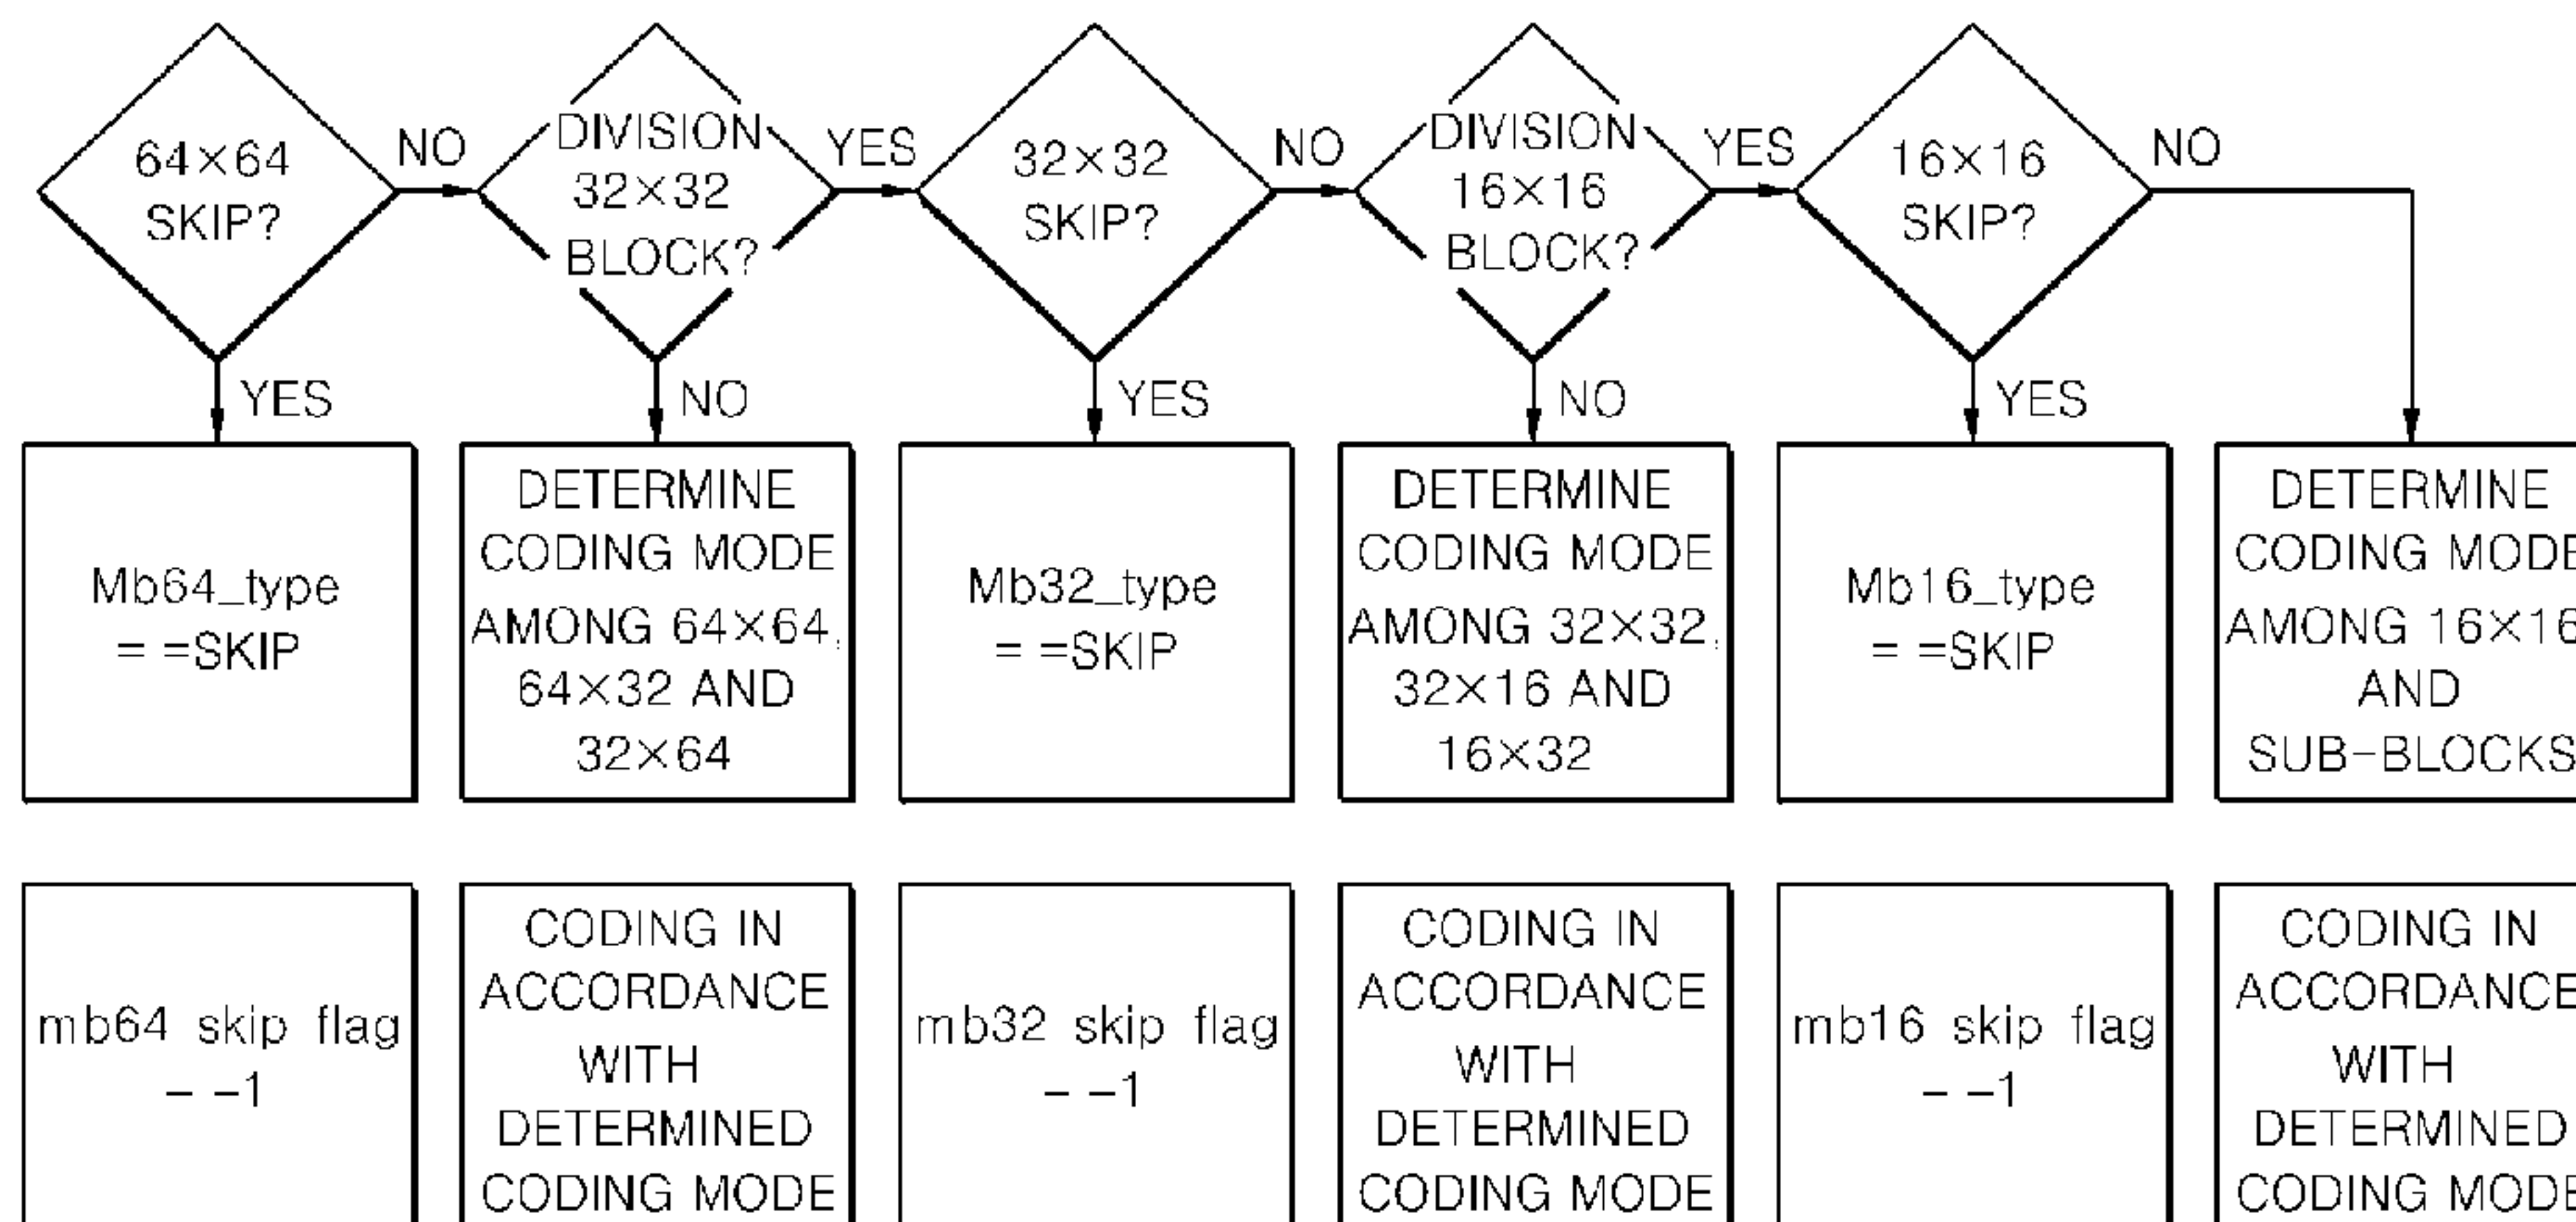 64×64
SKIP?
NO
DIVISION
32×32
BLOCK?
YES
32×32
SKIP?
NO
DIVISION
16×16
BLOCK?
YES
16×16
SKIP?
NO
YES
NO
YES
NO
YES
Mb64_type
= =SKIP
DETERMINE
CODING MODE
AMONG 64×64,
64×32 AND
32×64
Mb32_type
= =SKIP
DETERMINE
CODING MODE
AMONG 32×32,
32×16 AND
16×32
Mb16_type
= =SKIP
DETERMINE
CODING MODE
AMONG 16×16
AND
SUB-BLOCKS
mb64 skip flag
– –1
CODING IN
ACCORDANCE
WITH
DETERMINED
CODING MODE
mb32 skip flag
– –1
CODING IN
ACCORDANCE
WITH
DETERMINED
CODING MODE
mb16 skip flag
– –1
CODING IN
ACCORDANCE
WITH
DETERMINED
CODING MODE